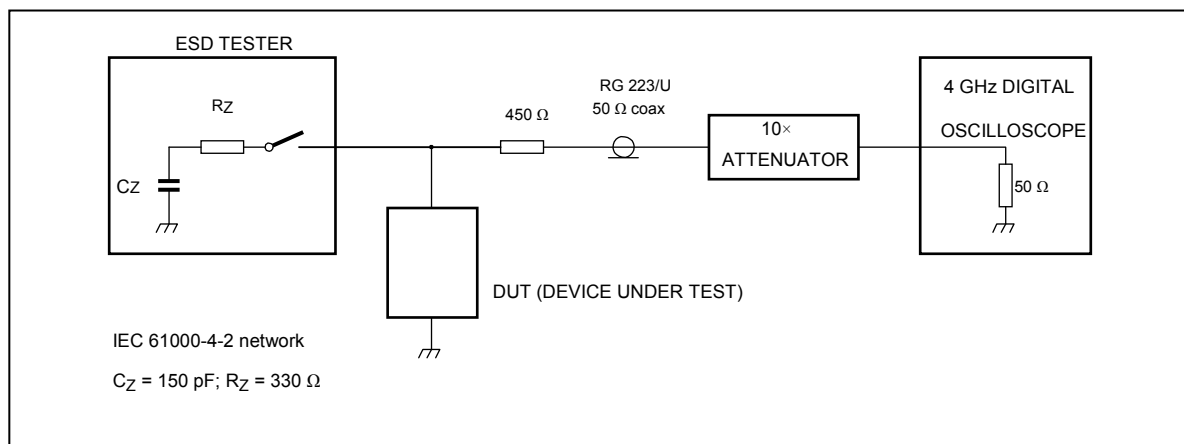 ESD TESTER
RZ
CZ
450 Ω
RG 223/U
50 Ω coax
10×
ATTENUATOR
4 GHz DIGITAL
OSCILLOSCOPE
50 Ω
DUT (DEVICE UNDER TEST)
IEC 61000-4-2 network
CZ = 150 pF; RZ = 330 Ω